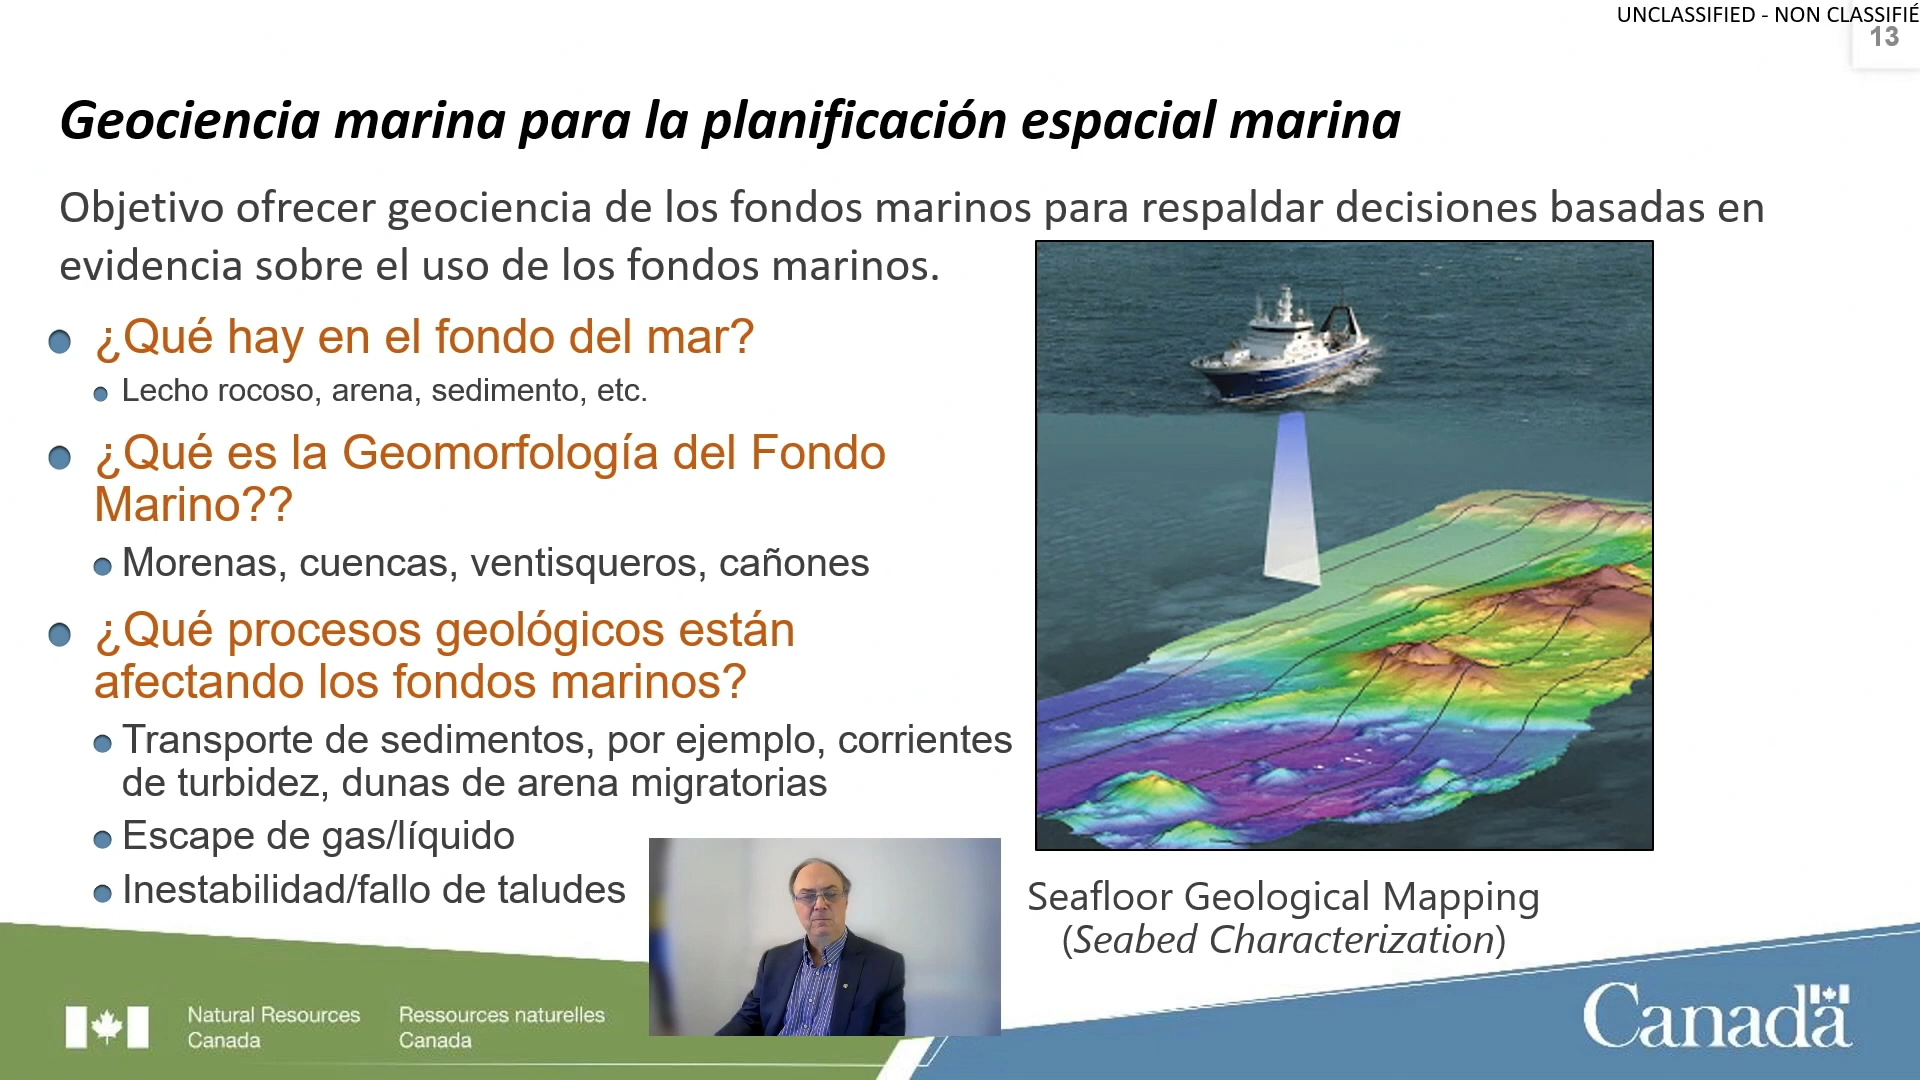 UNCLASSIFIED - NON CLASSIFIÉ
13
Geociencia marina para la planificación espacial marina
Objetivo ofrecer geociencia de los fondos marinos para respaldar decisiones basadas en
evidencia sobre el uso de los fondos marinos.
¿Qué hay en el fondo del mar?
Lecho rocoso, arena, sedimento, etc.
¿Qué es la Geomorfología del Fondo
Marino??
Morenas, cuencas, ventisqueros, cañones
¿Qué procesos geológicos están
afectando los fondos marinos?
Transporte de sedimentos, por ejemplo, corrientes
de turbidez, dunas de arena migratorias
Escape de gas/líquido
Inestabilidad/fallo de taludes
Seafloor Geological Mapping
(Seabed Characterization)
Natural Resources
Canada
Ressources naturelles
Canada
Canada